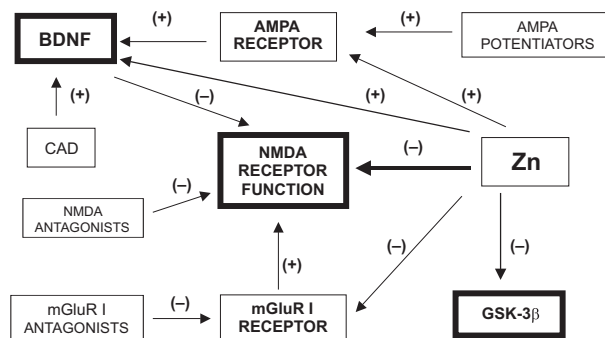 (+)
(+)
BDNF
AMPA
RECEPTOR
AMPA
POTENTIATORS
(+)
(–)
(+)
(+)
CAD
NMDA
RECEPTOR
FUNCTION
(–)
Zn
(–)
NMDA
ANTAGONISTS
(–)
(–)
(+)
(–)
mGluR I
ANTAGONISTS
mGluR I
RECEPTOR
GSK-3β